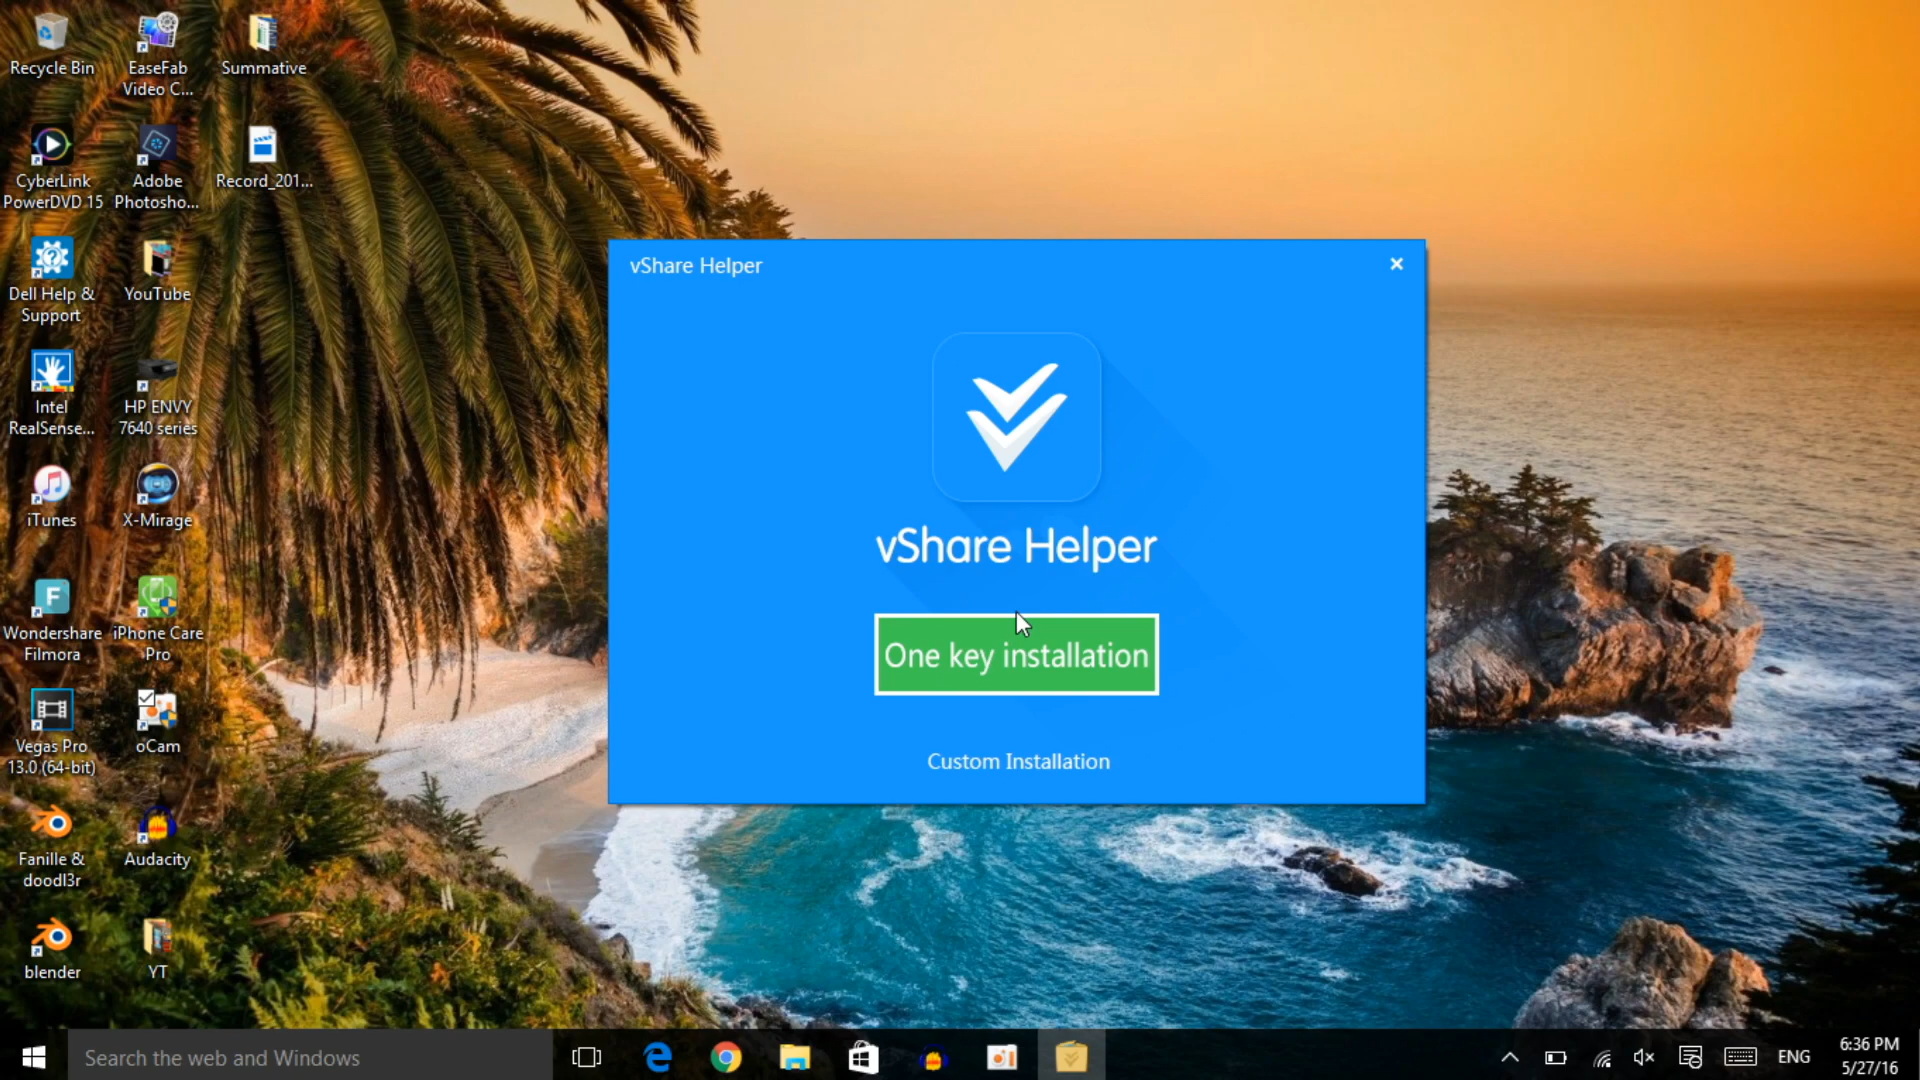 Recycle Bin
EaseFab
Video C...
Summative
CyberLink
PowerDVD 15
Adobe
Photosho...
Record_201...
Dell Help &
Support
YouTube
Intel
RealSense...
HP ENVY
7640 series
iTunes
X-Mirage
Wondershare
Filmora
iPhone Care
Pro
Vegas Pro
13.0 (64-bit)
oCam
Fanille &
doodl3r
Audacity
blender
YT
vShare Helper
vShare Helper
One key installation
Custom Installation
Search the web and Windows
ENG
6:36 PM
5/27/16